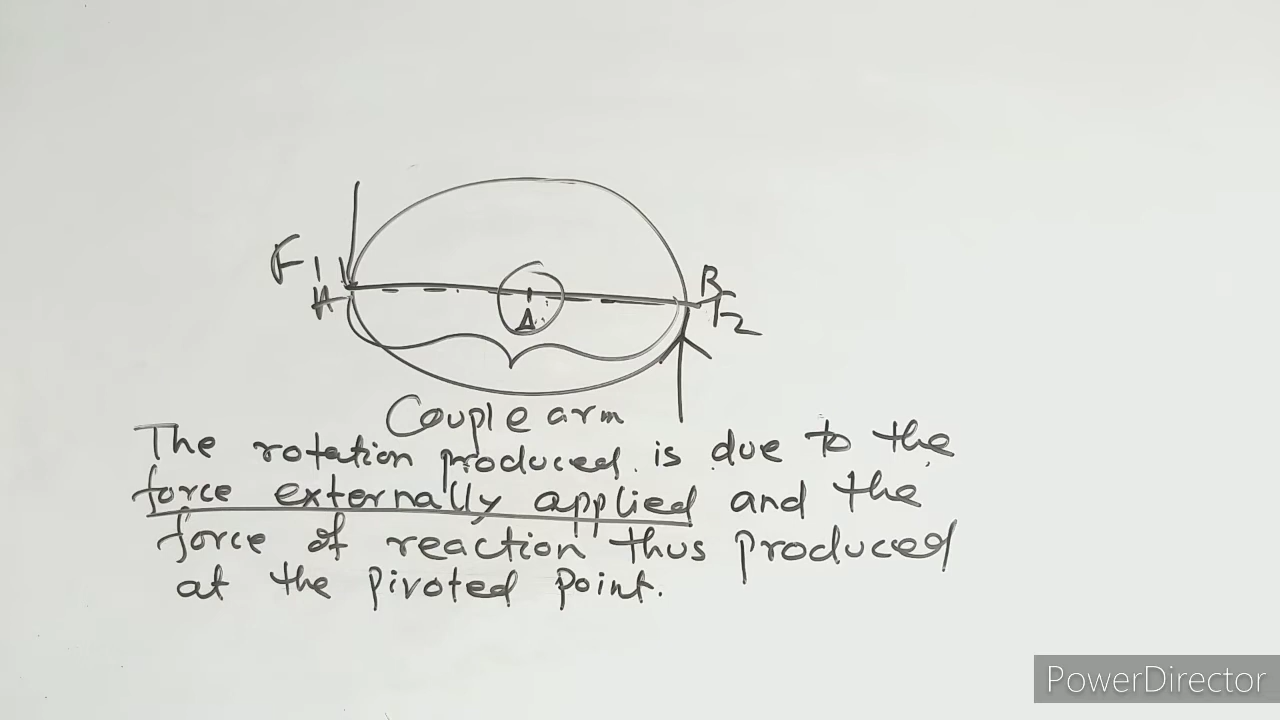 F1
A
B
F2
Couple arm
The rotation produced is due to the
force externally applied and the
force of reaction thus produced
at the pivoted point.
PowerDirector